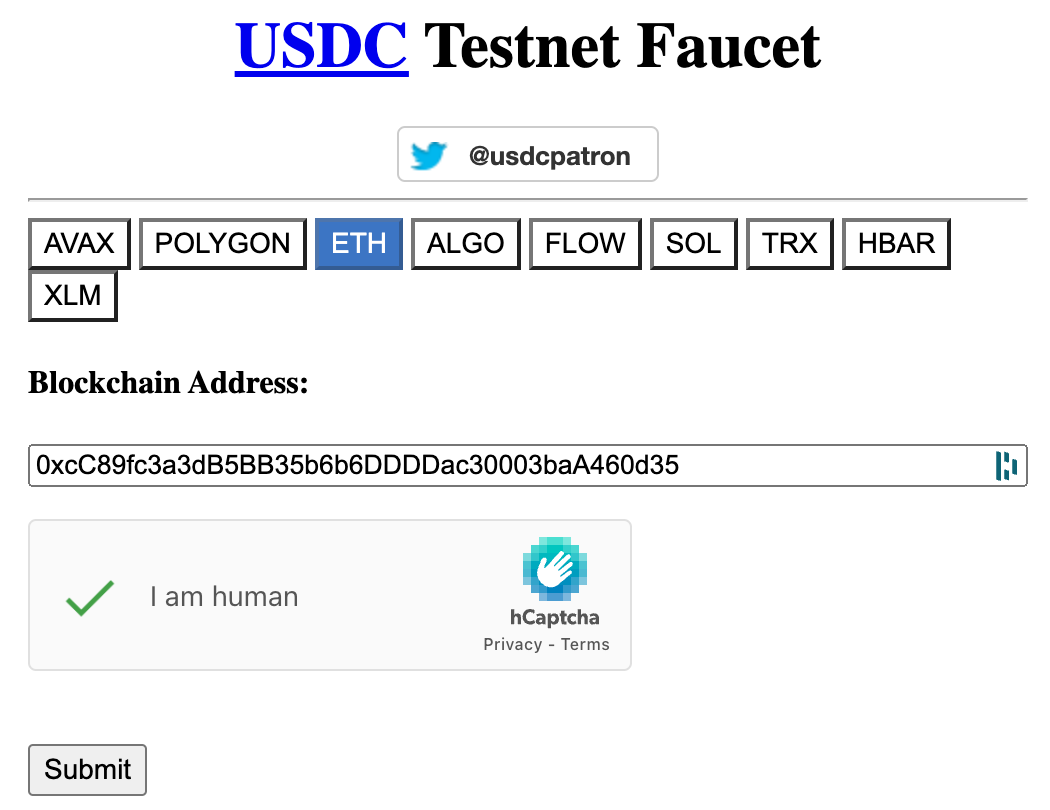 USDC Testnet Faucet
@usdcpatron
AVAX POLYGON ETH ALGO FLOW SOL TRX HBAR
XLM
Blockchain Address:
0xcC89fc3a3dB5BB35b6b6DDDDac30003baA460d35
I am human
hCaptcha
Privacy - Terms
Submit